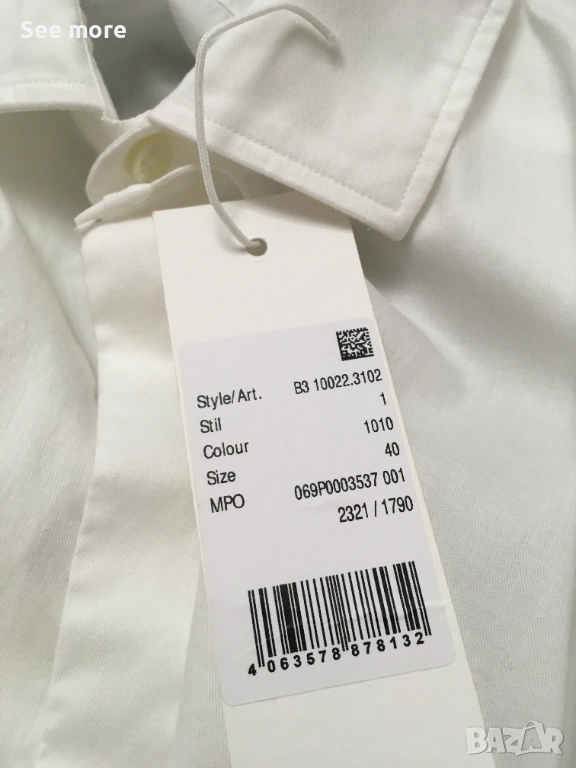 See more
Style/Art. B3 10022.3102
Stil 1
Colour 1010
Size 40
MPO 069P0003537 001
2321 / 1790
4 063578 878132
BAZAR